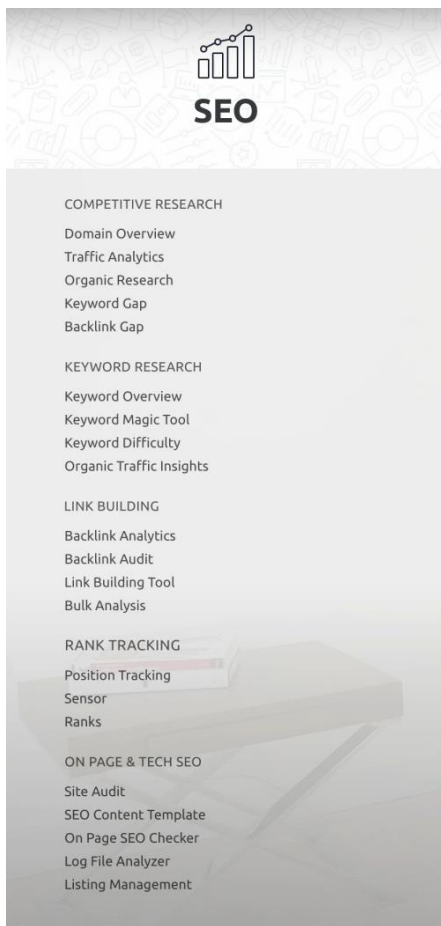 SEO
COMPETITIVE RESEARCH
Domain Overview
Traffic Analytics
Organic Research
Keyword Gap
Backlink Gap
KEYWORD RESEARCH
Keyword Overview
Keyword Magic Tool
Keyword Difficulty
Organic Traffic Insights
LINK BUILDING
Backlink Analytics
Backlink Audit
Link Building Tool
Bulk Analysis
RANK TRACKING
Position Tracking
Sensor
Ranks
ON PAGE & TECH SEO
Site Audit
SEO Content Template
On Page SEO Checker
Log File Analyzer
Listing Management